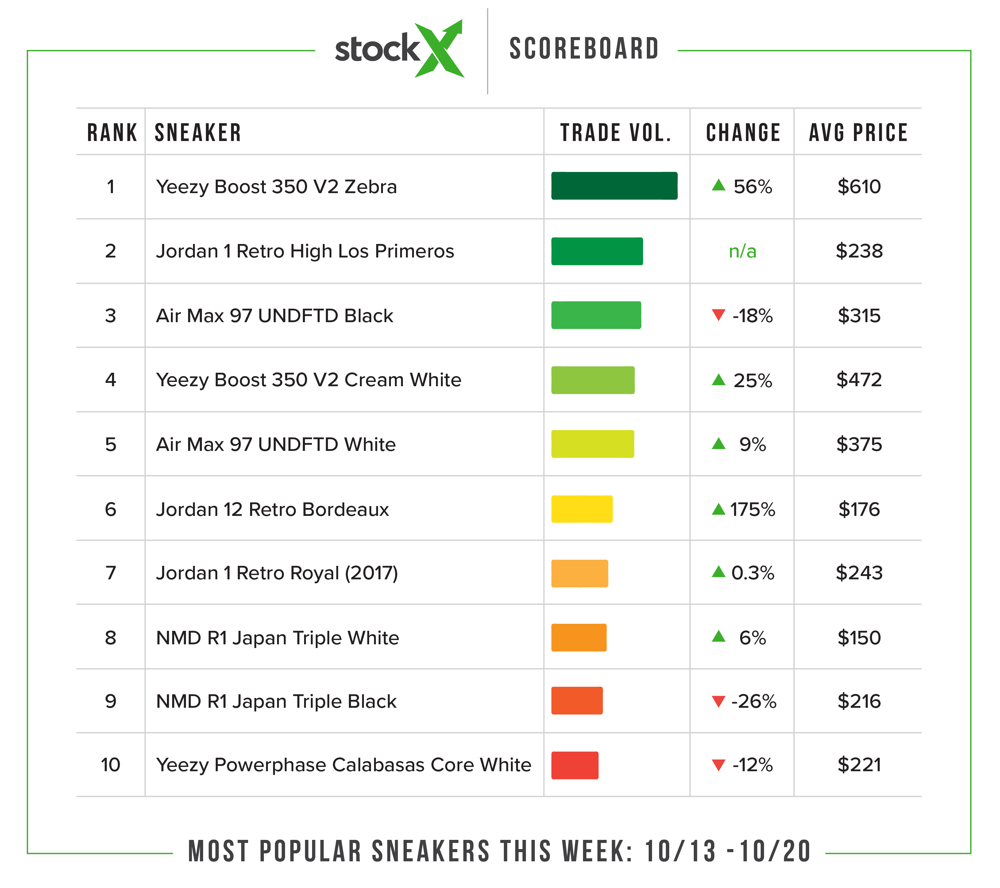 stockX SCOREBOARD
RANK SNEAKER TRADE VOL. CHANGE AVG PRICE
1 Yeezy Boost 350 V2 Zebra 56% $610
2 Jordan 1 Retro High Los Primeros n/a $238
3 Air Max 97 UNDFTD Black -18% $315
4 Yeezy Boost 350 V2 Cream White 25% $472
5 Air Max 97 UNDFTD White 9% $375
6 Jordan 12 Retro Bordeaux 175% $176
7 Jordan 1 Retro Royal (2017) 0.3% $243
8 NMD R1 Japan Triple White 6% $150
9 NMD R1 Japan Triple Black -26% $216
10 Yeezy Powerphase Calabasas Core White -12% $221
MOST POPULAR SNEAKERS THIS WEEK: 10/13 -10/20